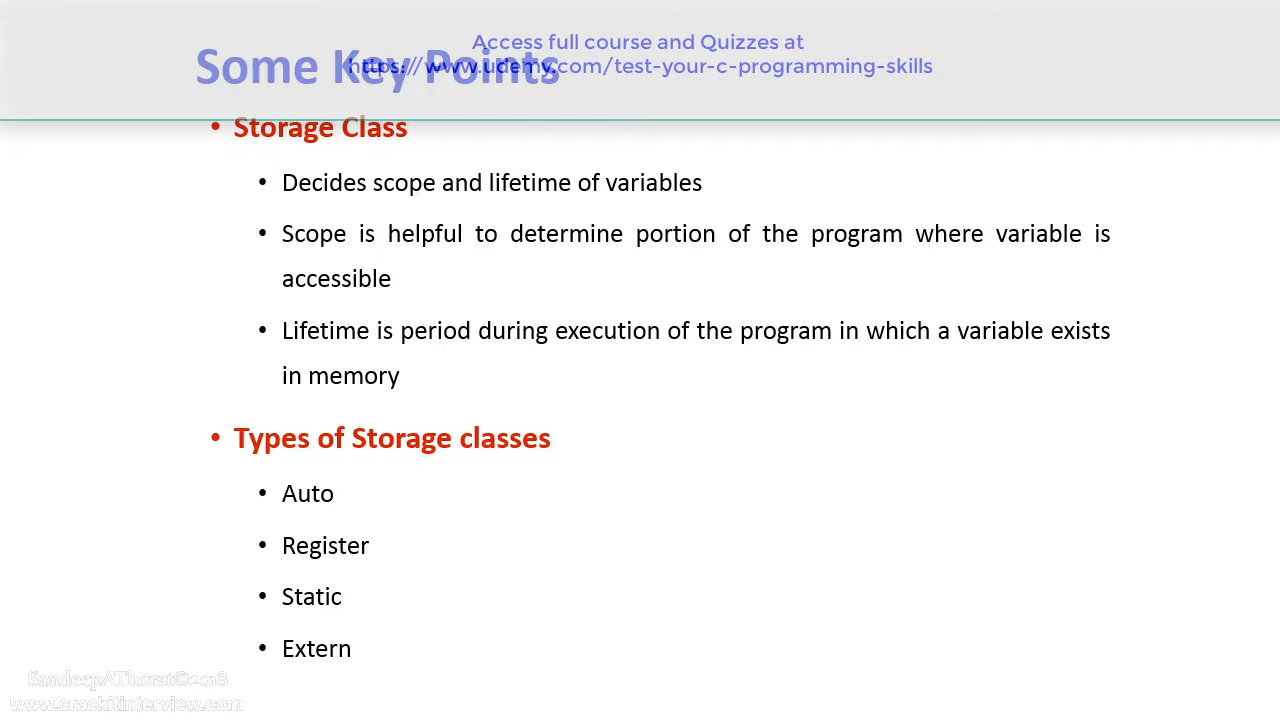 Access full course and Quizzes at
https://www.udemy.com/test-your-c-programming-skills
Some Key Points
• Storage Class
• Decides scope and lifetime of variables
• Scope is helpful to determine portion of the program where variable is
accessible
• Lifetime is period during execution of the program in which a variable exists
in memory
• Types of Storage classes
• Auto
• Register
• Static
• Extern
SandeepAThorat©2018
www.crackitinterview.com